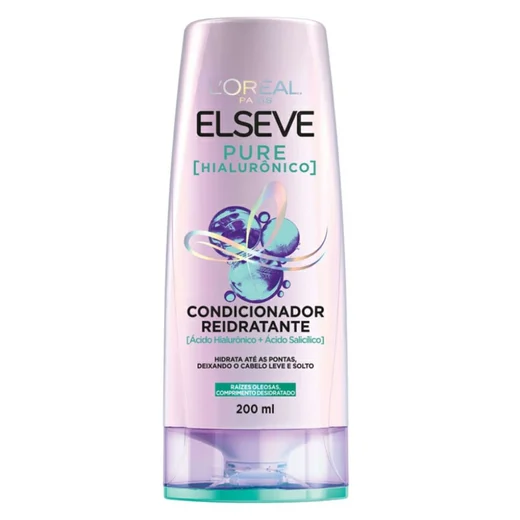 L'ORÉAL
PARIS
ELSEVE
PURE
[HIALURÔNICO]
CONDICIONADOR
REIDRATANTE
[Ácido Hialurónico + Ácido Salicílico]
HIDRATA ATÉ AS PONTAS,
DEIXANDO O CABELO LEVE E SOLTO
RAÍZES OLEOSAS,
COMPRIMENTO DESIDRATADO
200 ml